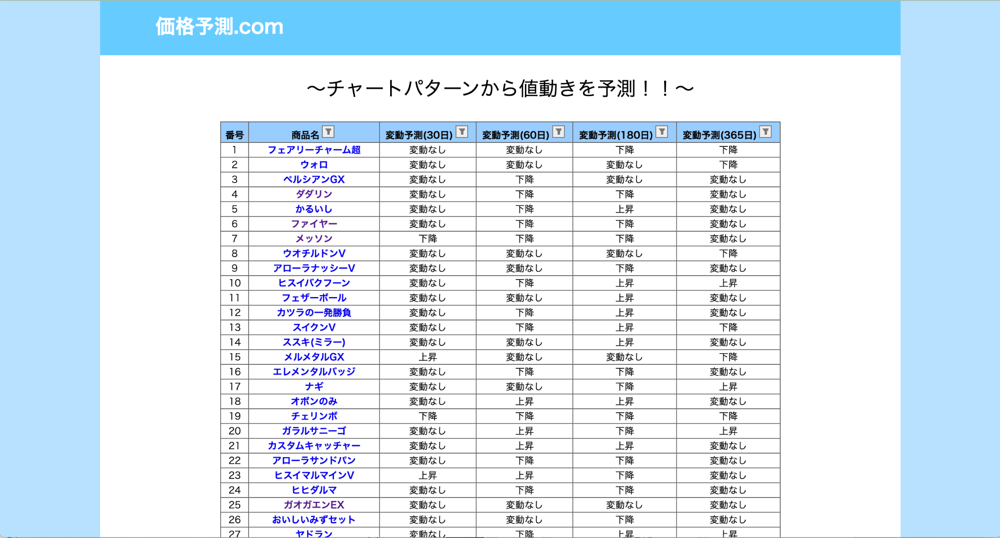 価格予測.com
〜チャートパターンから値動きを予測！！〜
番号 商品名 変動予測(30日) 変動予測(60日) 変動予測(180日) 変動予測(365日)
1 フェアリーチャーム超 変動なし 変動なし 下降 下降
2 ウォロ 変動なし 変動なし 変動なし 下降
3 ペルシアンGX 変動なし 下降 変動なし 変動なし
4 ダダリン 変動なし 下降 下降 変動なし
5 かるいし 変動なし 下降 上昇 変動なし
6 ファイヤー 変動なし 下降 下降 変動なし
7 メッソン 下降 下降 下降 変動なし
8 ウオチルドンV 変動なし 変動なし 変動なし 下降
9 アローラナッシーV 変動なし 変動なし 下降 変動なし
10 ヒスイバクフーン 変動なし 下降 上昇 上昇
11 フェザーボール 変動なし 変動なし 上昇 変動なし
12 カツラの一発勝負 変動なし 下降 上昇 変動なし
13 スイクンV 変動なし 下降 上昇 下降
14 ススキ(ミラー) 変動なし 変動なし 上昇 変動なし
15 メルメタルGX 上昇 変動なし 変動なし 下降
16 エレメンタルバッジ 変動なし 下降 下降 変動なし
17 ナギ 変動なし 変動なし 下降 上昇
18 オボンのみ 変動なし 上昇 上昇 変動なし
19 チェリンボ 下降 下降 下降 下降
20 ガラルサニーゴ 変動なし 上昇 下降 上昇
21 カスタムキャッチャー 変動なし 上昇 上昇 変動なし
22 アローラサンドパン 変動なし 下降 下降 変動なし
23 ヒスイマルマインV 上昇 上昇 下降 変動なし
24 ヒヒダルマ 変動なし 下降 下降 変動なし
25 ガオガエンEX 変動なし 変動なし 変動なし 変動なし
26 おいしいみずセット 変動なし 変動なし 下降 変動なし
27 ヤドラン 変動なし 下降 上昇 上昇